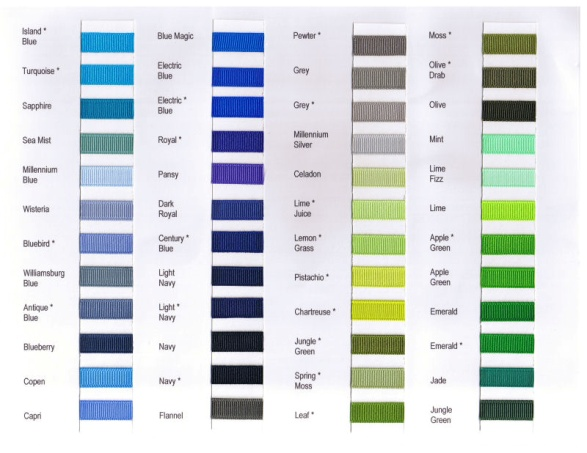 Island *
Blue
Turquoise *
Sapphire
Sea Mist
Millennium
Blue
Wisteria
Bluebird *
Williamsburg
Blue
Antique *
Blue
Blueberry
Copen
Capri
Blue Magic
Electric
Blue
Electric *
Blue
Royal *
Pansy
Dark
Royal
Century *
Blue
Light
Navy
Light *
Navy
Navy
Navy *
Flannel
Pewter *
Grey
Grey *
Millennium
Silver
Celadon
Lime *
Juice
Lemon *
Grass
Pistachio *
Chartreuse *
Jungle *
Green
Spring *
Moss
Leaf *
Moss *
Olive *
Drab
Olive
Mint
Lime
Fizz
Lime
Apple *
Green
Apple
Green
Emerald
Emerald *
Jade
Jungle
Green